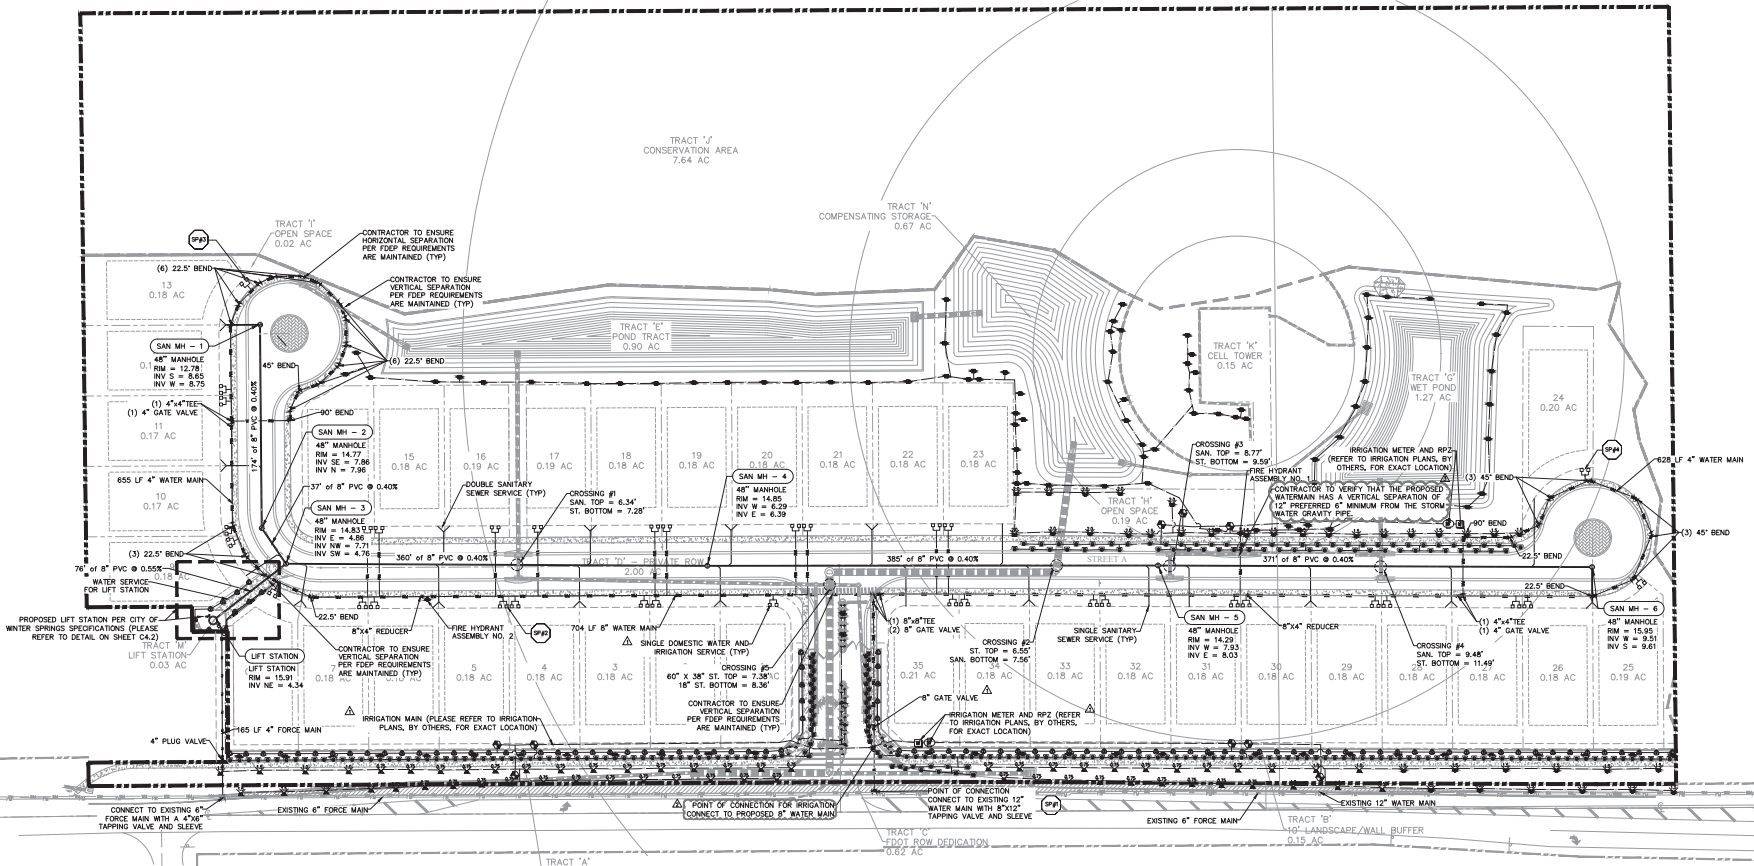 TRACT 'J'
CONSERVATION AREA
7.64 AC
TRACT 'N'
COMPENSATING STORAGE
0.67 AC
TRACT 'I'
OPEN SPACE
0.02 AC
SP#3
CONTRACTOR TO ENSURE
HORIZONTAL SEPARATION
PER FDEP REQUIREMENTS
ARE MAINTAINED (TYP)
(6) 22.5° BEND
CONTRACTOR TO ENSURE
VERTICAL SEPARATION
PER FDEP REQUIREMENTS
ARE MAINTAINED (TYP)
13
0.18 AC
TRACT 'E'
POND TRACT
0.90 AC
SAN MH - 1
48" MANHOLE
RIM = 12.78
INV S = 8.65
INV W = 8.75
(6) 22.5° BEND
45° BEND
TRACT 'K'
CELL TOWER
0.15 AC
TRACT 'G'
WET POND
1.27 AC
24
0.20 AC
(1) 4"x4"TEE
(1) 4" GATE VALVE
90° BEND
174' of 8" PVC @ 0.40%
11
0.17 AC
SAN MH - 2
48" MANHOLE
RIM = 14.77
INV SE = 7.86
INV N = 7.96
15
0.18 AC
16
0.19 AC
17
0.19 AC
18
0.18 AC
19
0.18 AC
20
0.18 AC
21
0.18 AC
22
0.18 AC
23
0.18 AC
CROSSING #3
SAN. TOP = 8.77'
ST. BOTTOM = 9.59'
FIRE HYDRANT
ASSEMBLY NO.
IRRIGATION METER AND RPZ
(REFER TO IRRIGATION PLANS, BY
OTHERS, FOR EXACT LOCATION)
SP#4
628 LF 4" WATER MAIN
(3) 45° BEND
655 LF 4" WATER MAIN
37' of 8" PVC @ 0.40%
DOUBLE SANITARY
SEWER SERVICE (TYP)
CROSSING #1
SAN. TOP = 6.34'
ST. BOTTOM = 7.28'
SAN MH - 4
48" MANHOLE
RIM = 14.85
INV W = 6.29
INV E = 6.39
CONTRACTOR TO VERIFY THAT THE PROPOSED
WATERMAIN HAS A VERTICAL SEPARATION OF
12" PREFERRED 6" MINIMUM FROM THE STORM
WATER GRAVITY PIPE.
10
0.17 AC
SAN MH - 3
48" MANHOLE
RIM = 14.83
INV E = 4.86
INV NW = 7.71
INV SW = 4.76
TRACT 'H'
OPEN SPACE
0.19 AC
90° BEND
(3) 45° BEND
22.5° BEND
(3) 22.5° BEND
360' of 8" PVC @ 0.40%
385' of 8" PVC @ 0.40%
STREET A
371' of 8" PVC @ 0.40%
TRACT 'D' - PRIVATE ROW
2.00 AC
76' of 8" PVC @ 0.55%
0.18 AC
WATER SERVICE
FOR LIFT STATION
22.5° BEND
22.5° BEND
PROPOSED LIFT STATION PER CITY OF
WINTER SPRINGS SPECIFICATIONS (PLEASE
REFER TO DETAIL ON SHEET C4.2)
TRACT 'M'
LIFT STATION
0.03 AC
8"X4" REDUCER
FIRE HYDRANT
ASSEMBLY NO. 2
SP#2
704 LF 8" WATER MAIN
SINGLE DOMESTIC WATER AND
IRRIGATION SERVICE (TYP)
(1) 8"x8"TEE
(2) 8" GATE VALVE
CROSSING #2
ST. TOP = 6.55'
SAN. BOTTOM = 7.56'
SINGLE SANITARY
SEWER SERVICE (TYP)
SAN MH - 5
48" MANHOLE
RIM = 14.29
INV W = 7.93
INV E = 8.03
8"X4" REDUCER
(1) 4"x4"TEE
(1) 4" GATE VALVE
SAN MH - 6
48" MANHOLE
RIM = 15.95
INV W = 9.51
INV S = 9.61
LIFT STATION
LIFT STATION
RIM = 15.91
INV NE = 4.34
CONTRACTOR TO ENSURE
VERTICAL SEPARATION
PER FDEP REQUIREMENTS
ARE MAINTAINED (TYP)
5
0.18 AC
4
0.18 AC
3
0.18 AC
CROSSING #5
60" X 38" ST. TOP = 7.38'
18" ST. BOTTOM = 8.36'
CONTRACTOR TO ENSURE
VERTICAL SEPARATION
PER FDEP REQUIREMENTS
ARE MAINTAINED (TYP)
35
0.21 AC
34
0.18 AC
33
0.18 AC
32
0.18 AC
31
0.18 AC
30
0.18 AC
29
0.18 AC
CROSSING #4
SAN. TOP = 9.48'
ST. BOTTOM = 11.49'
26
0.18 AC
25
0.19 AC
8" GATE VALVE
IRRIGATION MAIN (PLEASE REFER TO IRRIGATION
PLANS, BY OTHERS, FOR EXACT LOCATION)
IRRIGATION METER AND RPZ (REFER
TO IRRIGATION PLANS, BY OTHERS,
FOR EXACT LOCATION)
165 LF 4" FORCE MAIN
4" PLUG VALVE
CONNECT TO EXISTING 6"
FORCE MAIN WITH A 4"X6"
TAPPING VALVE AND SLEEVE
EXISTING 6" FORCE MAIN
POINT OF CONNECTION FOR IRRIGATION
CONNECT TO PROPOSED 8" WATER MAIN
POINT OF CONNECTION
CONNECT TO EXISTING 12"
WATER MAIN WITH 8"X12"
TAPPING VALVE AND SLEEVE
SP#1
EXISTING 6" FORCE MAIN
EXISTING 12" WATER MAIN
TRACT 'B'
10' LANDSCAPE/WALL BUFFER
0.15 AC
TRACT 'C'
FDOT ROW DEDICATION
0.62 AC
TRACT 'A'